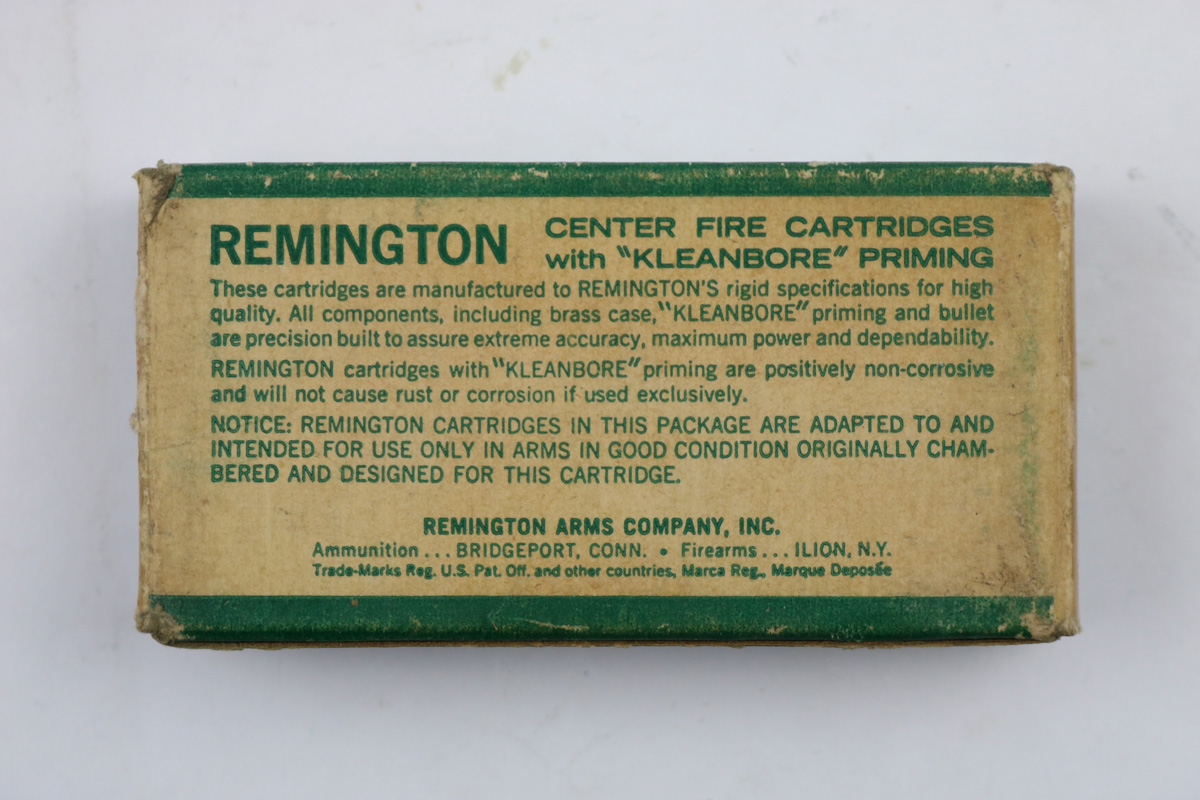 REMINGTON
CENTER FIRE CARTRIDGES
with "KLEANBORE" PRIMING
These cartridges are manufactured to REMINGTON'S rigid specifications for high
quality. All components, including brass case, "KLEANBORE" priming and bullet
are precision built to assure extreme accuracy, maximum power and dependability.
REMINGTON cartridges with "KLEANBORE" priming are positively non-corrosive
and will not cause rust or corrosion if used exclusively.
NOTICE: REMINGTON CARTRIDGES IN THIS PACKAGE ARE ADAPTED TO AND
INTENDED FOR USE ONLY IN ARMS IN GOOD CONDITION ORIGINALLY CHAM-
BERED AND DESIGNED FOR THIS CARTRIDGE.
REMINGTON ARMS COMPANY, INC.
Ammunition ... BRIDGEPORT, CONN. • Firearms ... ILION, N.Y.
Trade-Marks Reg. U.S. Pat. Off. and other countries, Marca Reg., Marque Deposée